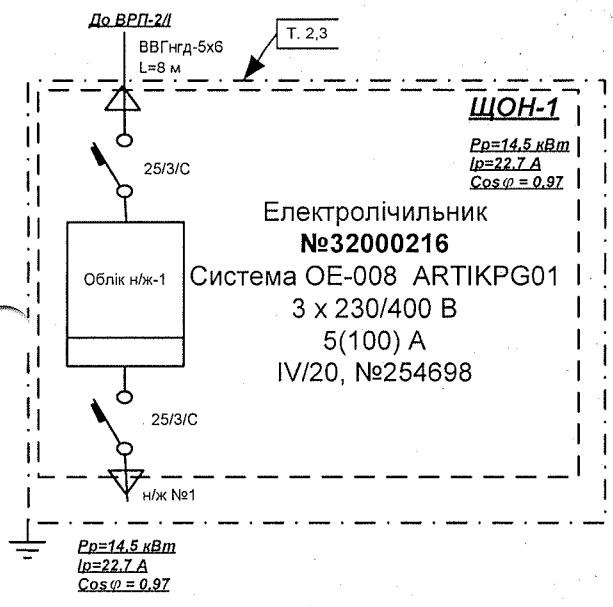 До ВРП-2/І
Т. 2,3
ВВГнгд-5х6
L=8 м
ЩОН-1
Рр=14,5 кВт
Ір=22,7 А
Cosφ = 0,97
25/3/С
Електролічильник
№32000216
Облік н/ж-1
Система ОЕ-008 ARTIKPG01
3 х 230/400 В
5(100) А
IV/20, №254698
25/3/С
н/ж №1
Рр=14,5 кВт
Ір=22,7 А
Cosφ = 0,97